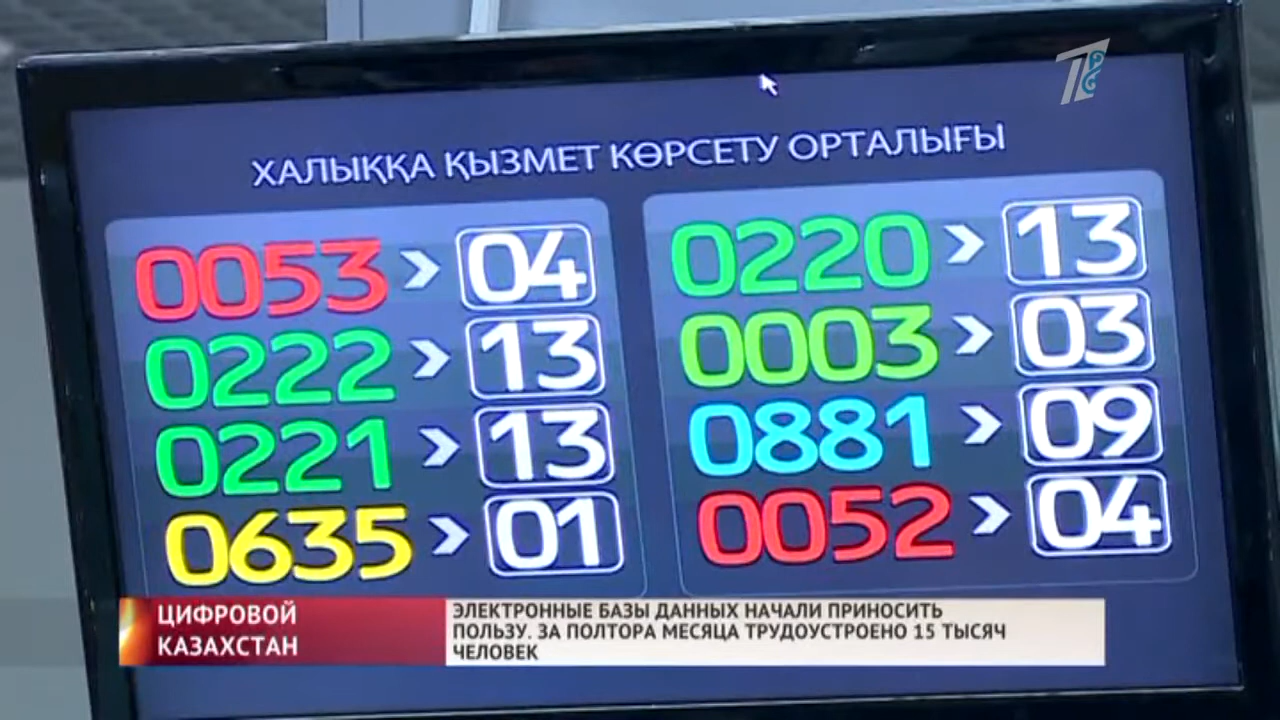 ХАЛЫҚҚА ҚЫЗМЕТ КӨРСЕТУ ОРТАЛЫҒЫ
0053 > 04
0222 > 13
0221 > 13
0635 > 01
0220 > 13
0003 > 03
0881 > 09
0052 > 04
ЦИФРОВОЙ
КАЗАХСТАН
ЭЛЕКТРОННЫЕ БАЗЫ ДАННЫХ НАЧАЛИ ПРИНОСИТЬ
ПОЛЬЗУ. ЗА ПОЛТОРА МЕСЯЦА ТРУДОУСТРОЕНО 15 ТЫСЯЧ
ЧЕЛОВЕК